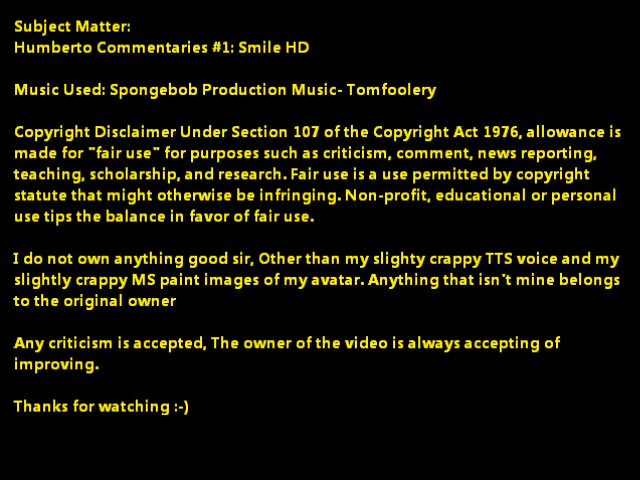 Subject Matter:
Humberto Commentaries #1: Smile HD
Music Used: Spongebob Production Music- Tomfoolery
Copyright Disclaimer Under Section 107 of the Copyright Act 1976, allowance is
made for "fair use" for purposes such as criticism, comment, news reporting,
teaching, scholarship, and research. Fair use is a use permitted by copyright
statute that might otherwise be infringing. Non-profit, educational or personal
use tips the balance in favor of fair use.
I do not own anything good sir, Other than my slighty crappy TTS voice and my
slightly crappy MS paint images of my avatar. Anything that isn't mine belongs
to the original owner
Any criticism is accepted, The owner of the video is always accepting of
improving.
Thanks for watching :-)